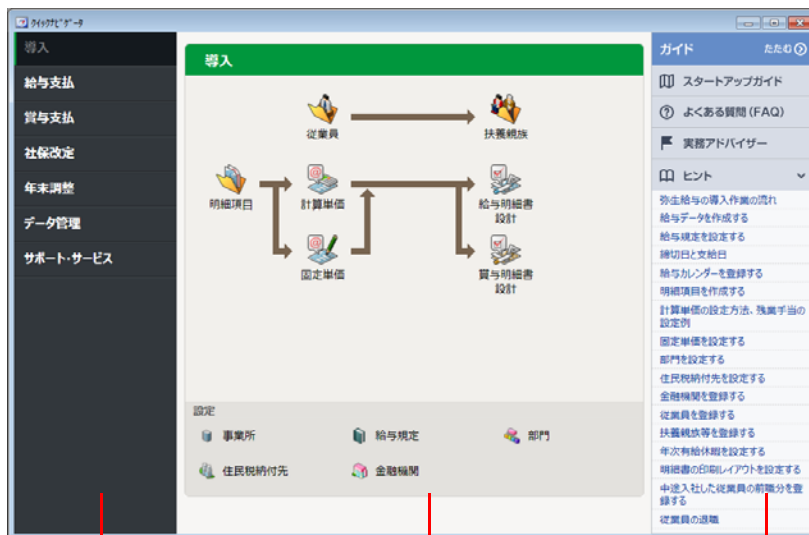 クイックナビゲータ
導入
給与支払
賞与支払
社保改定
年末調整
データ管理
サポート・サービス
導入
従業員
扶養親族
明細項目
計算単価
給与明細書
設計
固定単価
賞与明細書
設計
設定
事業所
給与規定
部門
住民税納付先
金融機関
ガイド
たたむ
スタートアップガイド
よくある質問(FAQ)
実務アドバイザー
ヒント
弥生給与の導入作業の流れ
給与データを作成する
給与規定を設定する
締切日と支給日
給与カレンダーを登録する
明細項目を作成する
計算単価の設定方法、残業手当の
設定例
固定単価を設定する
部門を設定する
住民税納付先を設定する
金融機関を登録する
従業員を登録する
扶養親族等を登録する
年次有給休暇を設定する
明細書の印刷レイアウトを設定する
中途入社した従業員の前職分を登
録する
従業員の退職